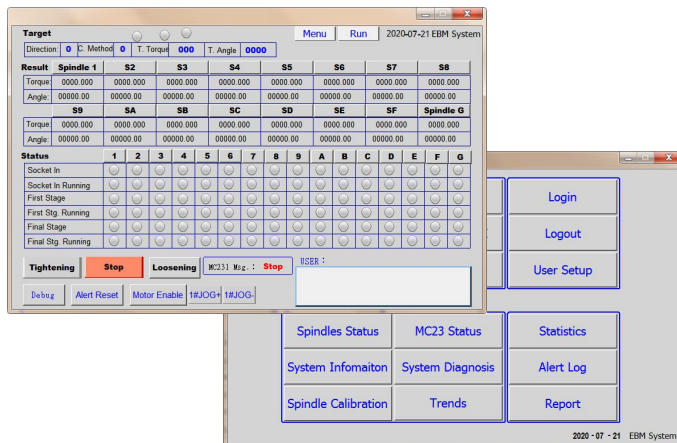 Target Menu Run 2020-07-21 EBM System
Direction: 0 C. Method 0 T. Torque 000 T. Angle 0000
Result Spindle 1 S2 S3 S4 S5 S6 S7 S8
Torque: 0000.000 0000.000 0000.000 0000.000 0000.000 0000.000 0000.000 0000.000
Angle: 00000.00 00000.00 00000.00 00000.00 00000.00 00000.00 00000.00 00000.00
S9 SA SB SC SD SE SF Spindle G
Torque: 0000.000 0000.000 0000.000 0000.000 0000.000 0000.000 0000.000 0000.000
Angle: 00000.00 00000.00 00000.00 00000.00 00000.00 00000.00 00000.00 00000.00
Status 1 2 3 4 5 6 7 8 9 A B C D E F G
Socket In
Socket In Running
First Stage
First Stg. Running
Final Stage
Final Stg. Running
Tightening Stop Loosening MC231 Msg.: Stop USER:
Debug Alert Reset Motor Enable 1#JOG+ 1#JOG-
Login
Logout
User Setup
Spindles Status MC23 Status Statistics
System Infomaiton System Diagnosis Alert Log
Spindle Calibration Trends Report
2020-07-21 EBM System